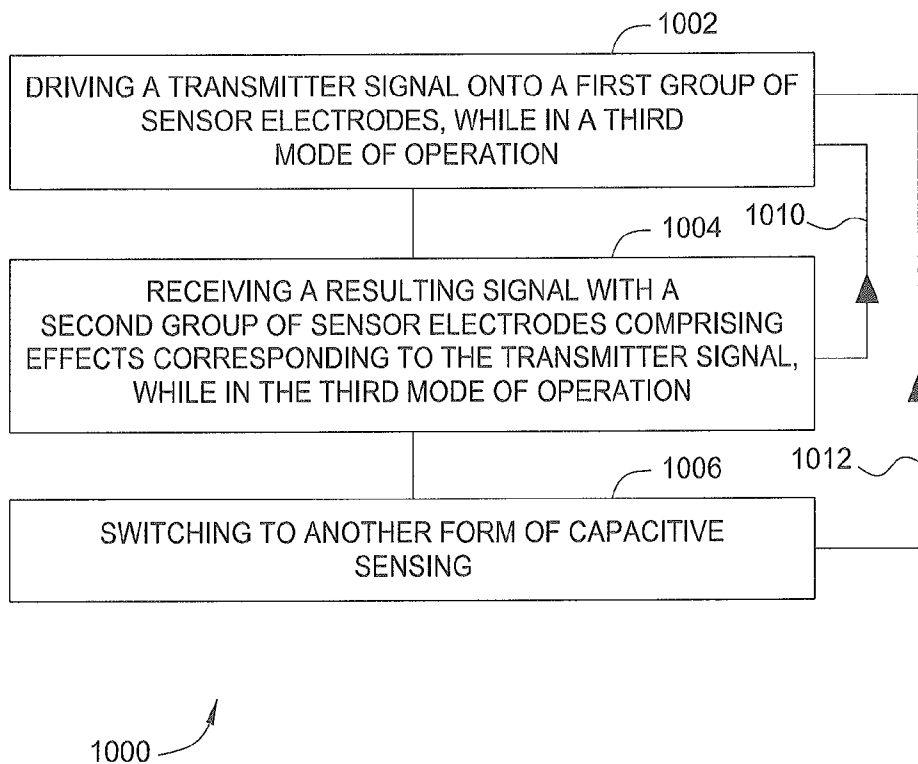 1002
DRIVING A TRANSMITTER SIGNAL ONTO A FIRST GROUP OF
SENSOR ELECTRODES, WHILE IN A THIRD
MODE OF OPERATION
1010
1004
RECEIVING A RESULTING SIGNAL WITH A
SECOND GROUP OF SENSOR ELECTRODES COMPRISING
EFFECTS CORRESPONDING TO THE TRANSMITTER SIGNAL,
WHILE IN THE THIRD MODE OF OPERATION
1012
1006
SWITCHING TO ANOTHER FORM OF CAPACITIVE
SENSING
1000